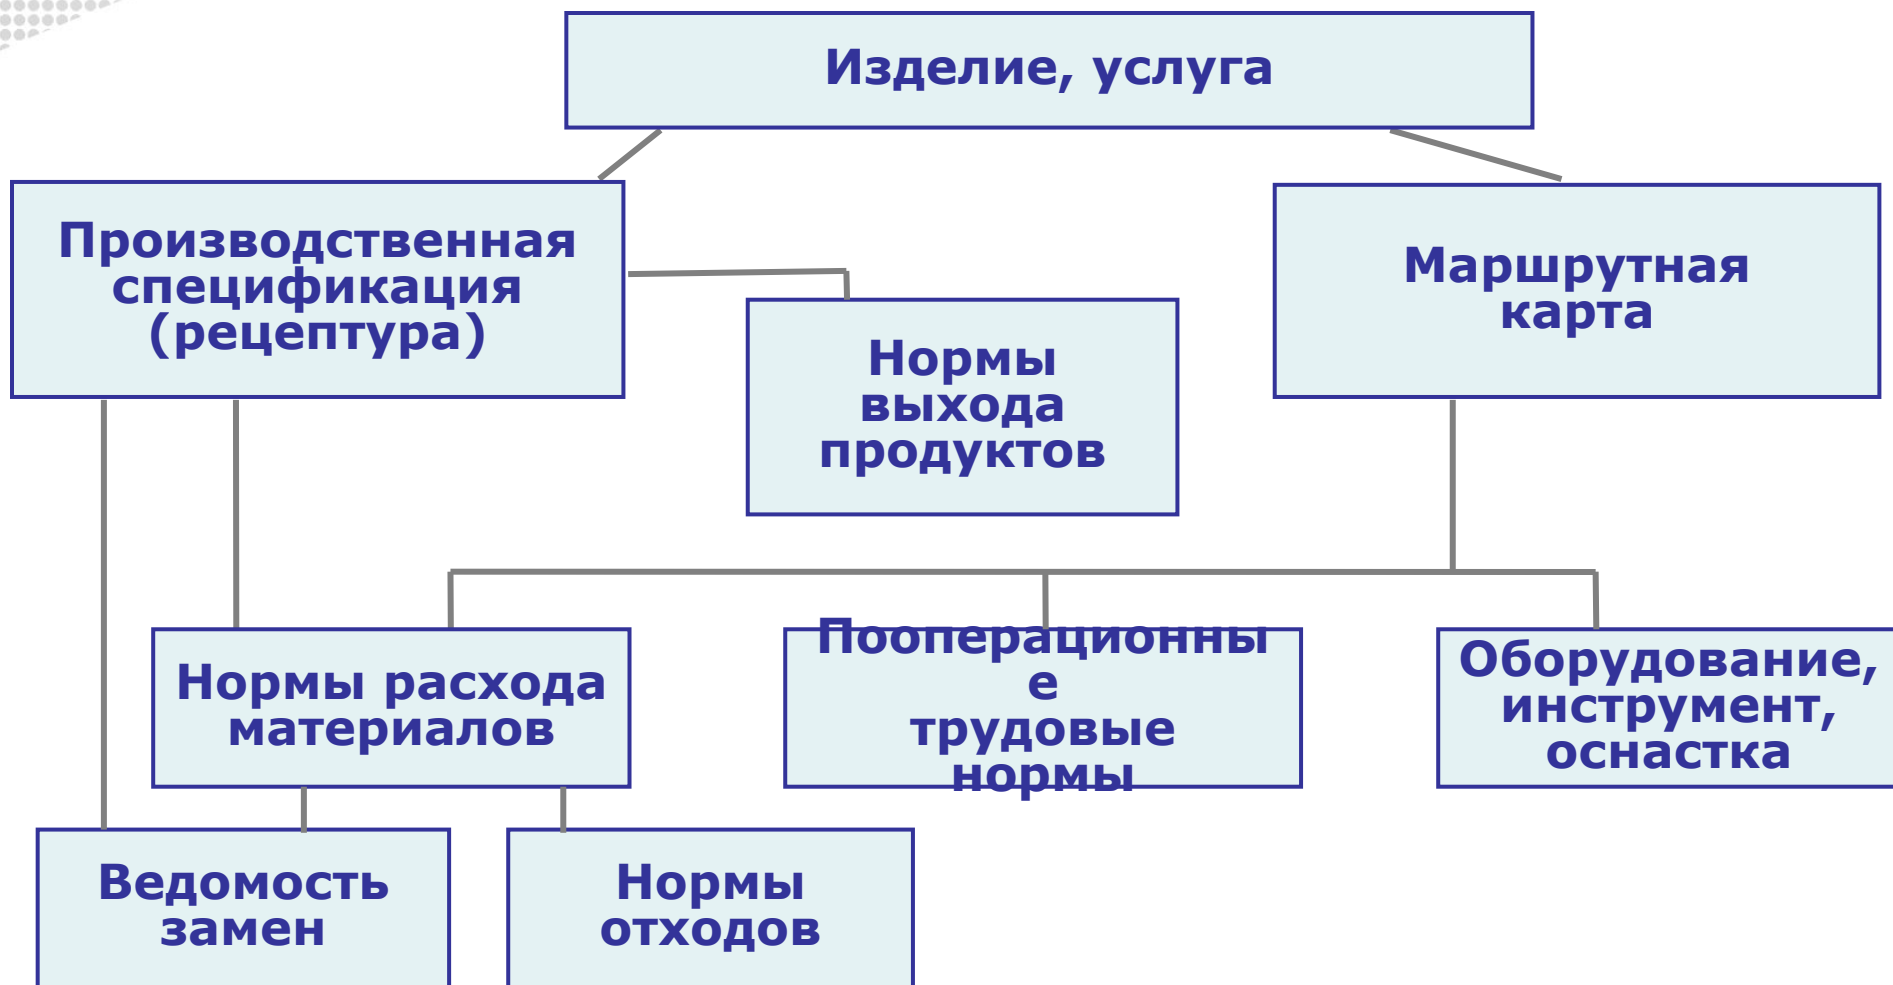 Изделие, услуга
Производственная
спецификация
(рецептура)
Маршрутная
карта
Нормы
выхода
продуктов
Нормы расхода
материалов
Пооперационны
е
трудовые
нормы
Оборудование,
инструмент,
оснастка
Ведомость
замен
Нормы
отходов